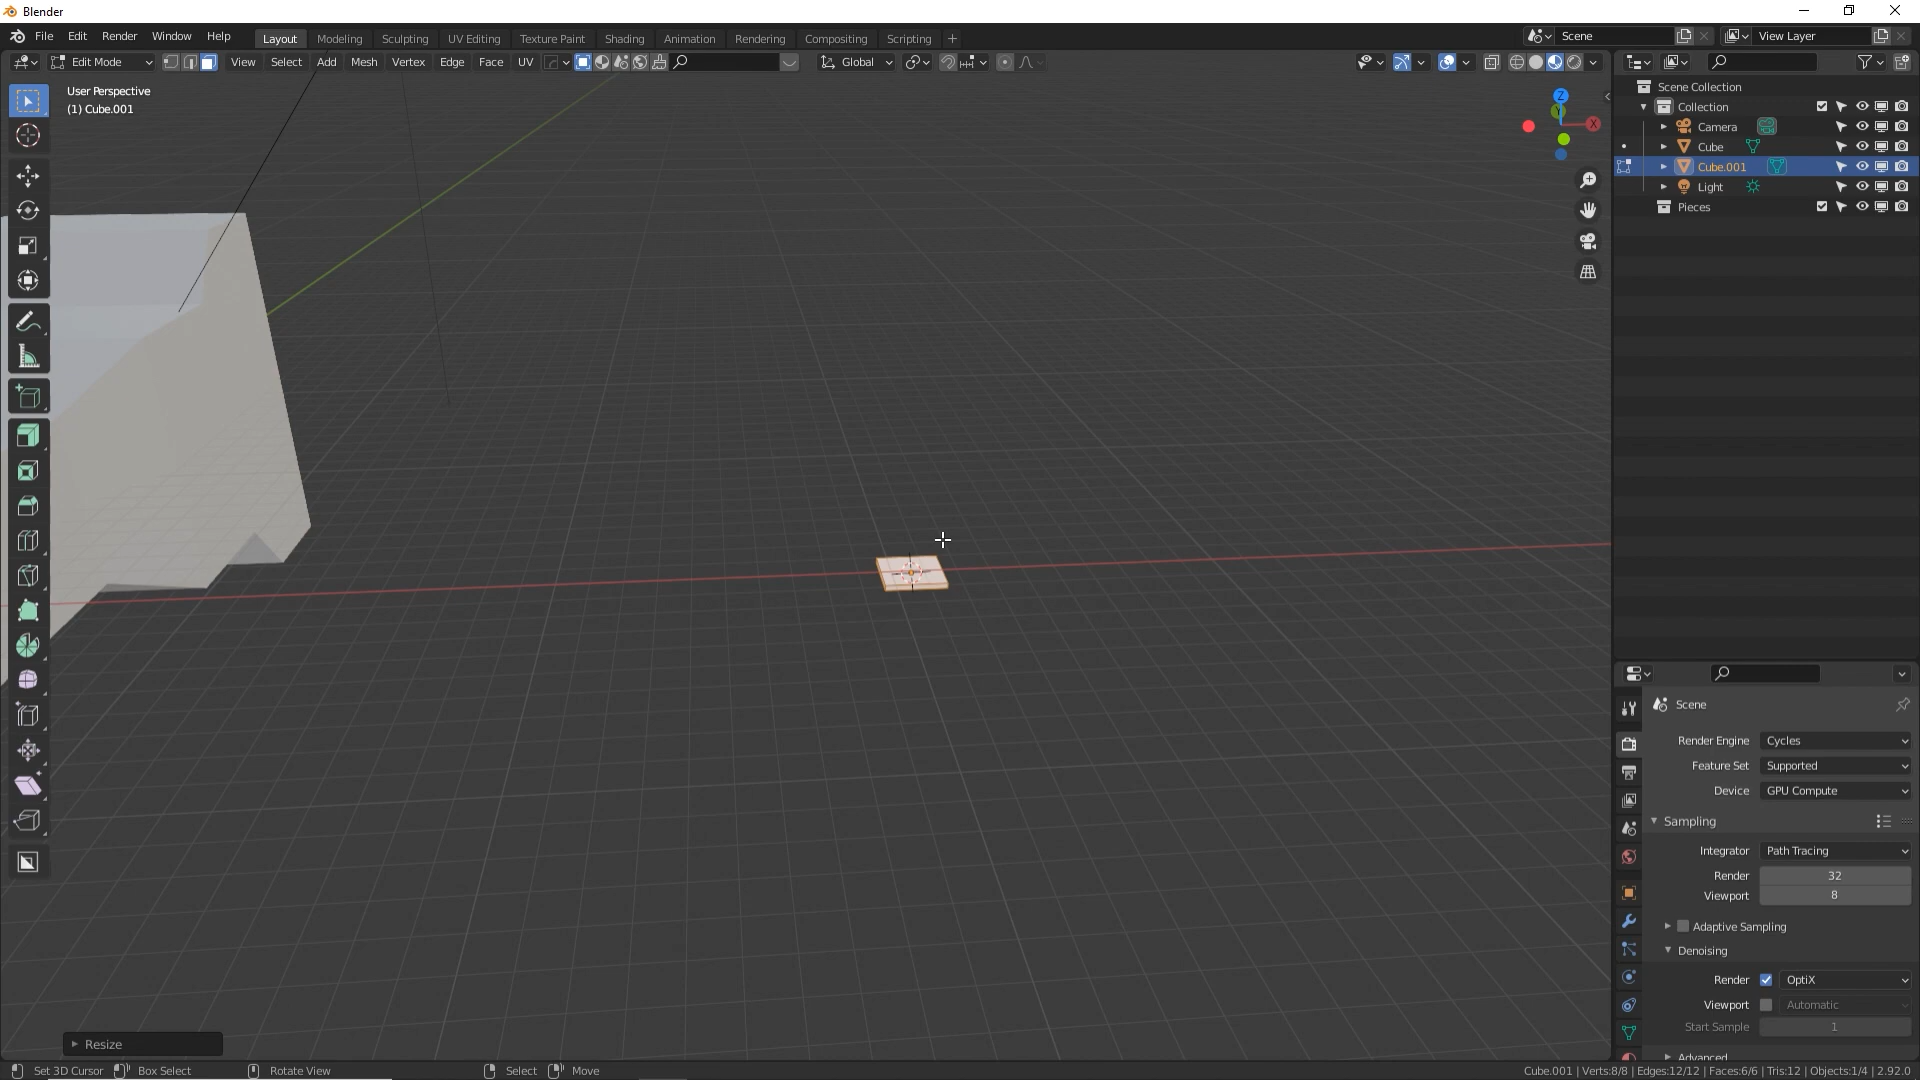 Blender
File Edit Render Window Help Layout Modeling Sculpting UV Editing Texture Paint Shading Animation Rendering Compositing Scripting Scene View Layer
Edit Mode View Select Add Mesh Vertex Edge Face UV Global
User Perspective
(1) Cube.001
Z
Y
X
Scene Collection
Collection
Camera
Cube
Cube.001
Light
Pieces
Scene
Render Engine Cycles
Feature Set Supported
Device GPU Compute
Sampling
Integrator Path Tracing
Render 32
Viewport 8
Adaptive Sampling
Denoising
Render OptiX
Viewport Automatic
Start Sample 1
Advanced
Resize
Set 3D Cursor Box Select Rotate View Select Move Cube.001 | Verts:8/8 | Edges:12/12 | Faces:6/6 | Tris:12 | Objects:1/4 | 2.92.0